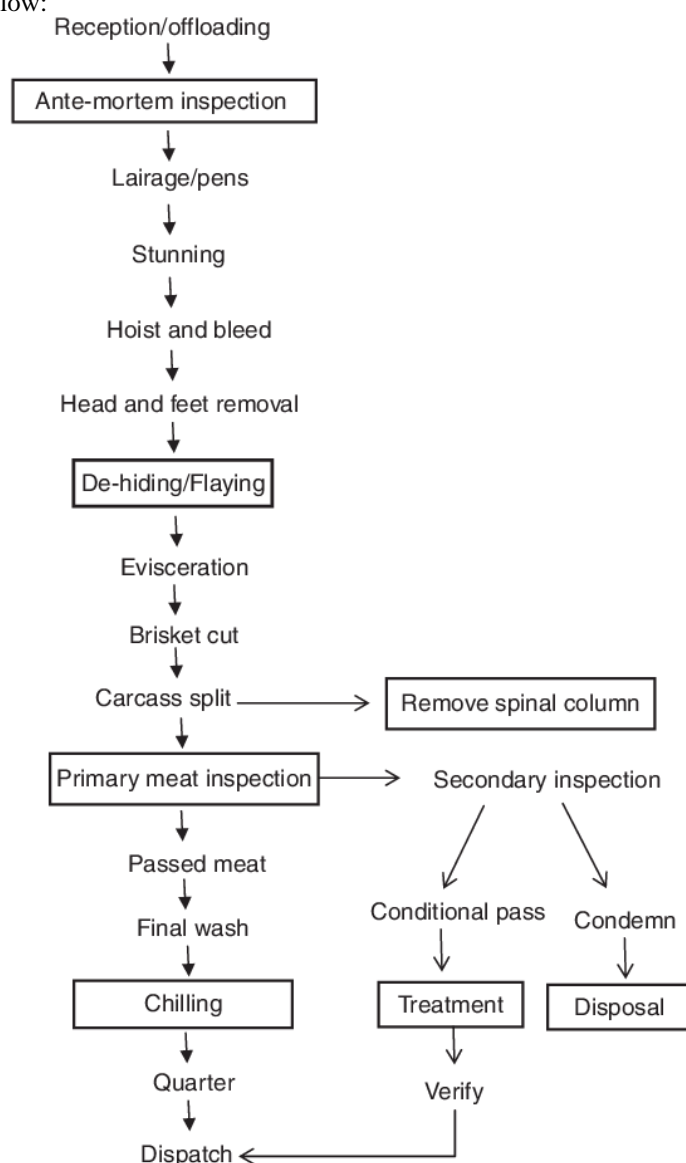 low:
Reception/offloading
Ante-mortem inspection
Lairage/pens
Stunning
Hoist and bleed
Head and feet removal
De-hiding/Flaying
Evisceration
Brisket cut
Carcass split
Remove spinal column
Primary meat inspection
Secondary inspection
Passed meat
Conditional pass
Condemn
Final wash
Chilling
Treatment
Disposal
Quarter
Verify
Dispatch